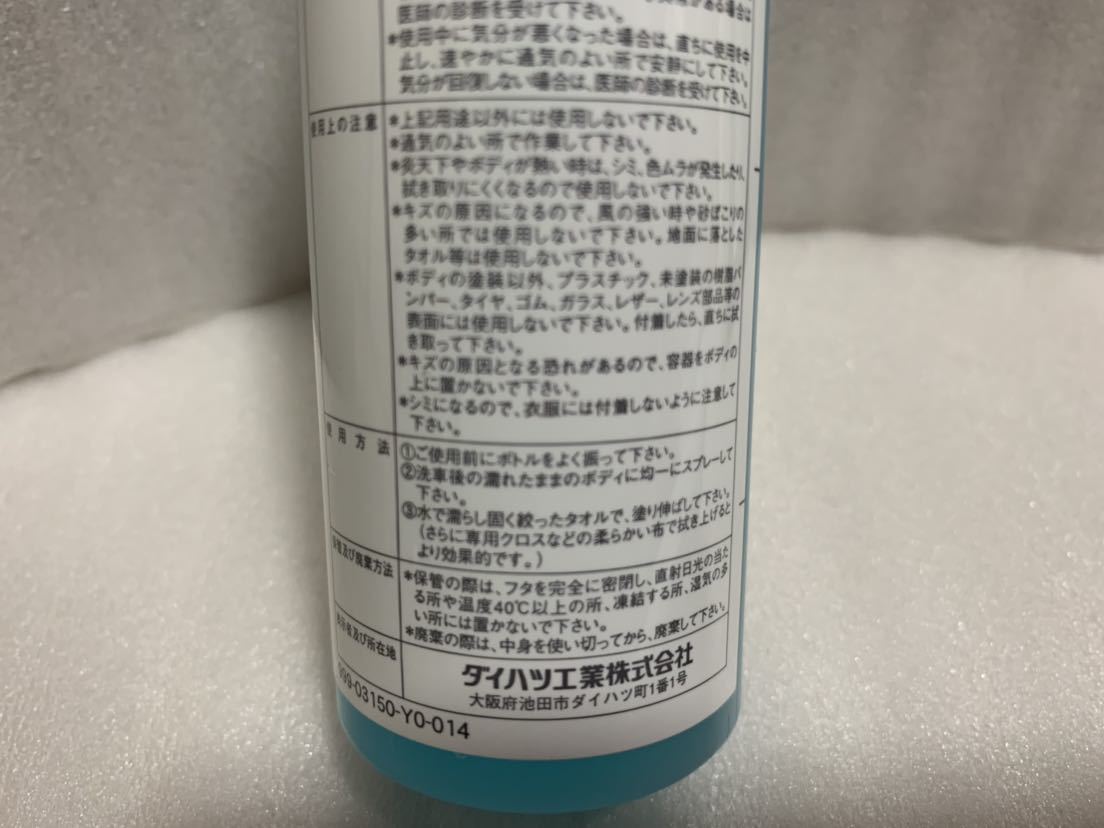 がある場合は
医師の診断を受けて下さい。
*使用中に気分が悪くなった場合は、直ちに使用を中
止し、速やかに通気のよい所で安静にして下さい。
気分が回復しない場合は、医師の診断を受けて下さい。
使用上の注意
*上記用途以外には使用しないで下さい。
*通気のよい所で作業して下さい。
*炎天下やボディが熱い時は、シミ、色ムラが発生したり、
拭き取りにくくなるので使用しないで下さい。
*キズの原因になるので、風の強い時や砂ぼこりの
多い所では使用しないで下さい。地面に落とした
タオル等は使用しないで下さい。
*ボディの塗装以外、プラスチック、未塗装の樹脂バ
ンパー、タイヤ、ゴム、ガラス、レザー、レンズ部品等の
表面には使用しないで下さい。付着したら、直ちに拭
き取って下さい。
*キズの原因となる恐れがあるので、容器をボディの
上に置かないで下さい。
*シミになるので、衣服には付着しないように注意して
下さい。
使用方法
①ご使用前にボトルをよく振って下さい。
②洗車後の濡れたままのボディに均一にスプレーして
下さい。
③水で濡らし固く絞ったタオルで、塗り伸ばして下さい。
(さらに専用クロスなどの柔らかい布で拭き上げると
より効果的です。)
保管及び廃棄方法
*保管の際は、フタを完全に密閉し、直射日光の当た
る所や温度40℃以上の所、凍結する所、湿気の多
い所には置かないで下さい。
*廃棄の際は、中身を使い切ってから、廃棄して下さい。
表示者及び所在地
ダイハツ工業株式会社
大阪府池田市ダイハツ町1番1号
999-03150-Y0-014